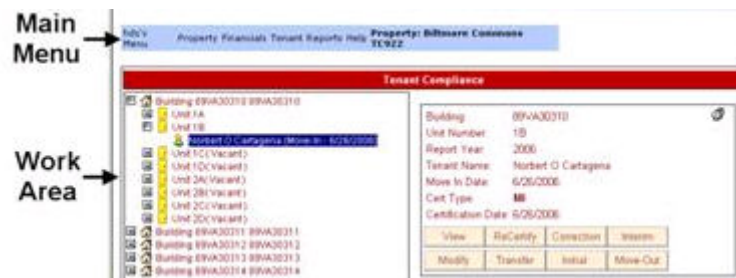 Main Menu
hds's Menu
Property Financials Tenant Reports Help Property: Biltmore Commons TC922
Tenant Compliance
Work Area
Building 89VA30310 89VA30310
Unit 1A
Unit 1B
Norbert O Cartagena (Move In : 6/26/2006)
Unit 1C(Vacant)
Unit 1D(Vacant)
Unit 2A(Vacant)
Unit 2B(Vacant)
Unit 2C(Vacant)
Unit 2D(Vacant)
Building 89VA30311 89VA30311
Building 89VA30312 89VA30312
Building 89VA30313 89VA30313
Building 89VA30314 89VA30314
Building 89VA30310
Unit Number 1B
Report Year 2006
Tenant Name Norbert O Cartagena
Move In Date 6/26/2006
Cert Type MI
Certification Date 6/26/2006
View ReCertify Correction Interim
Modify Transfer Initial Move-Out